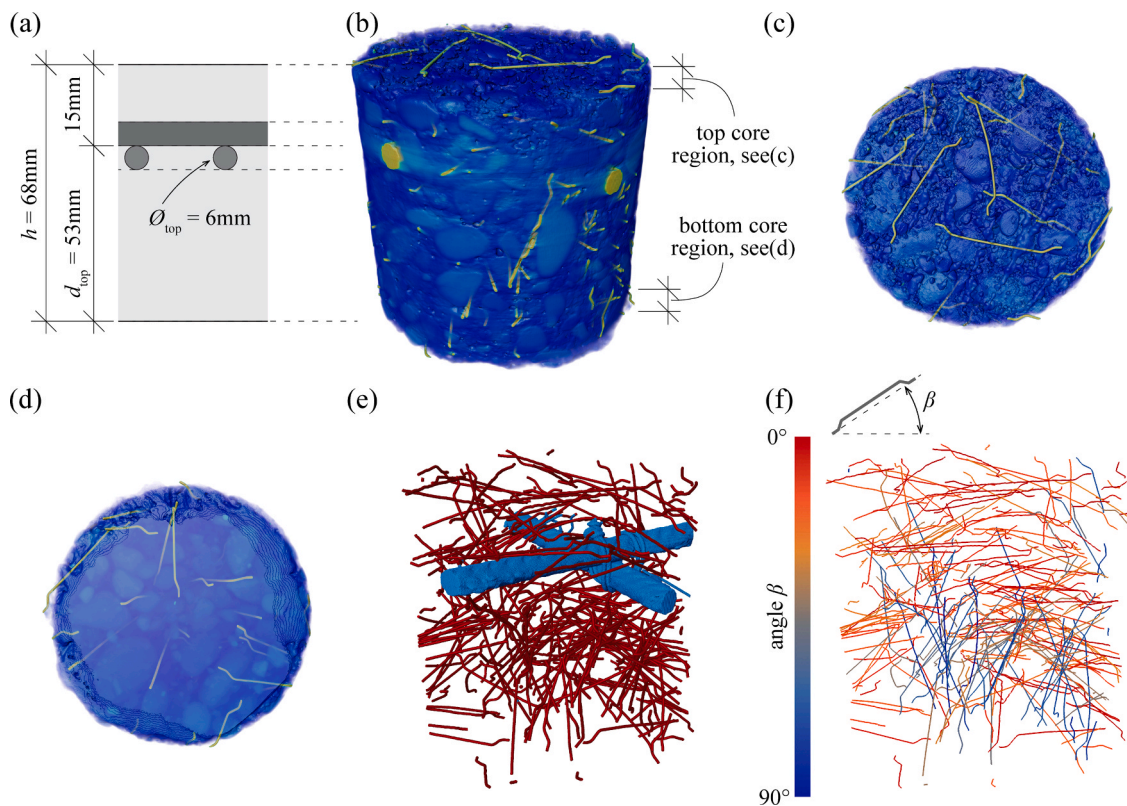 (a)
(b)
(c)
15mm
h = 68mm
d_top = 53mm
Ø_top = 6mm
top core
region, see(c)
bottom core
region, see(d)
(d)
(e)
(f)
β
0°
angle β
90°